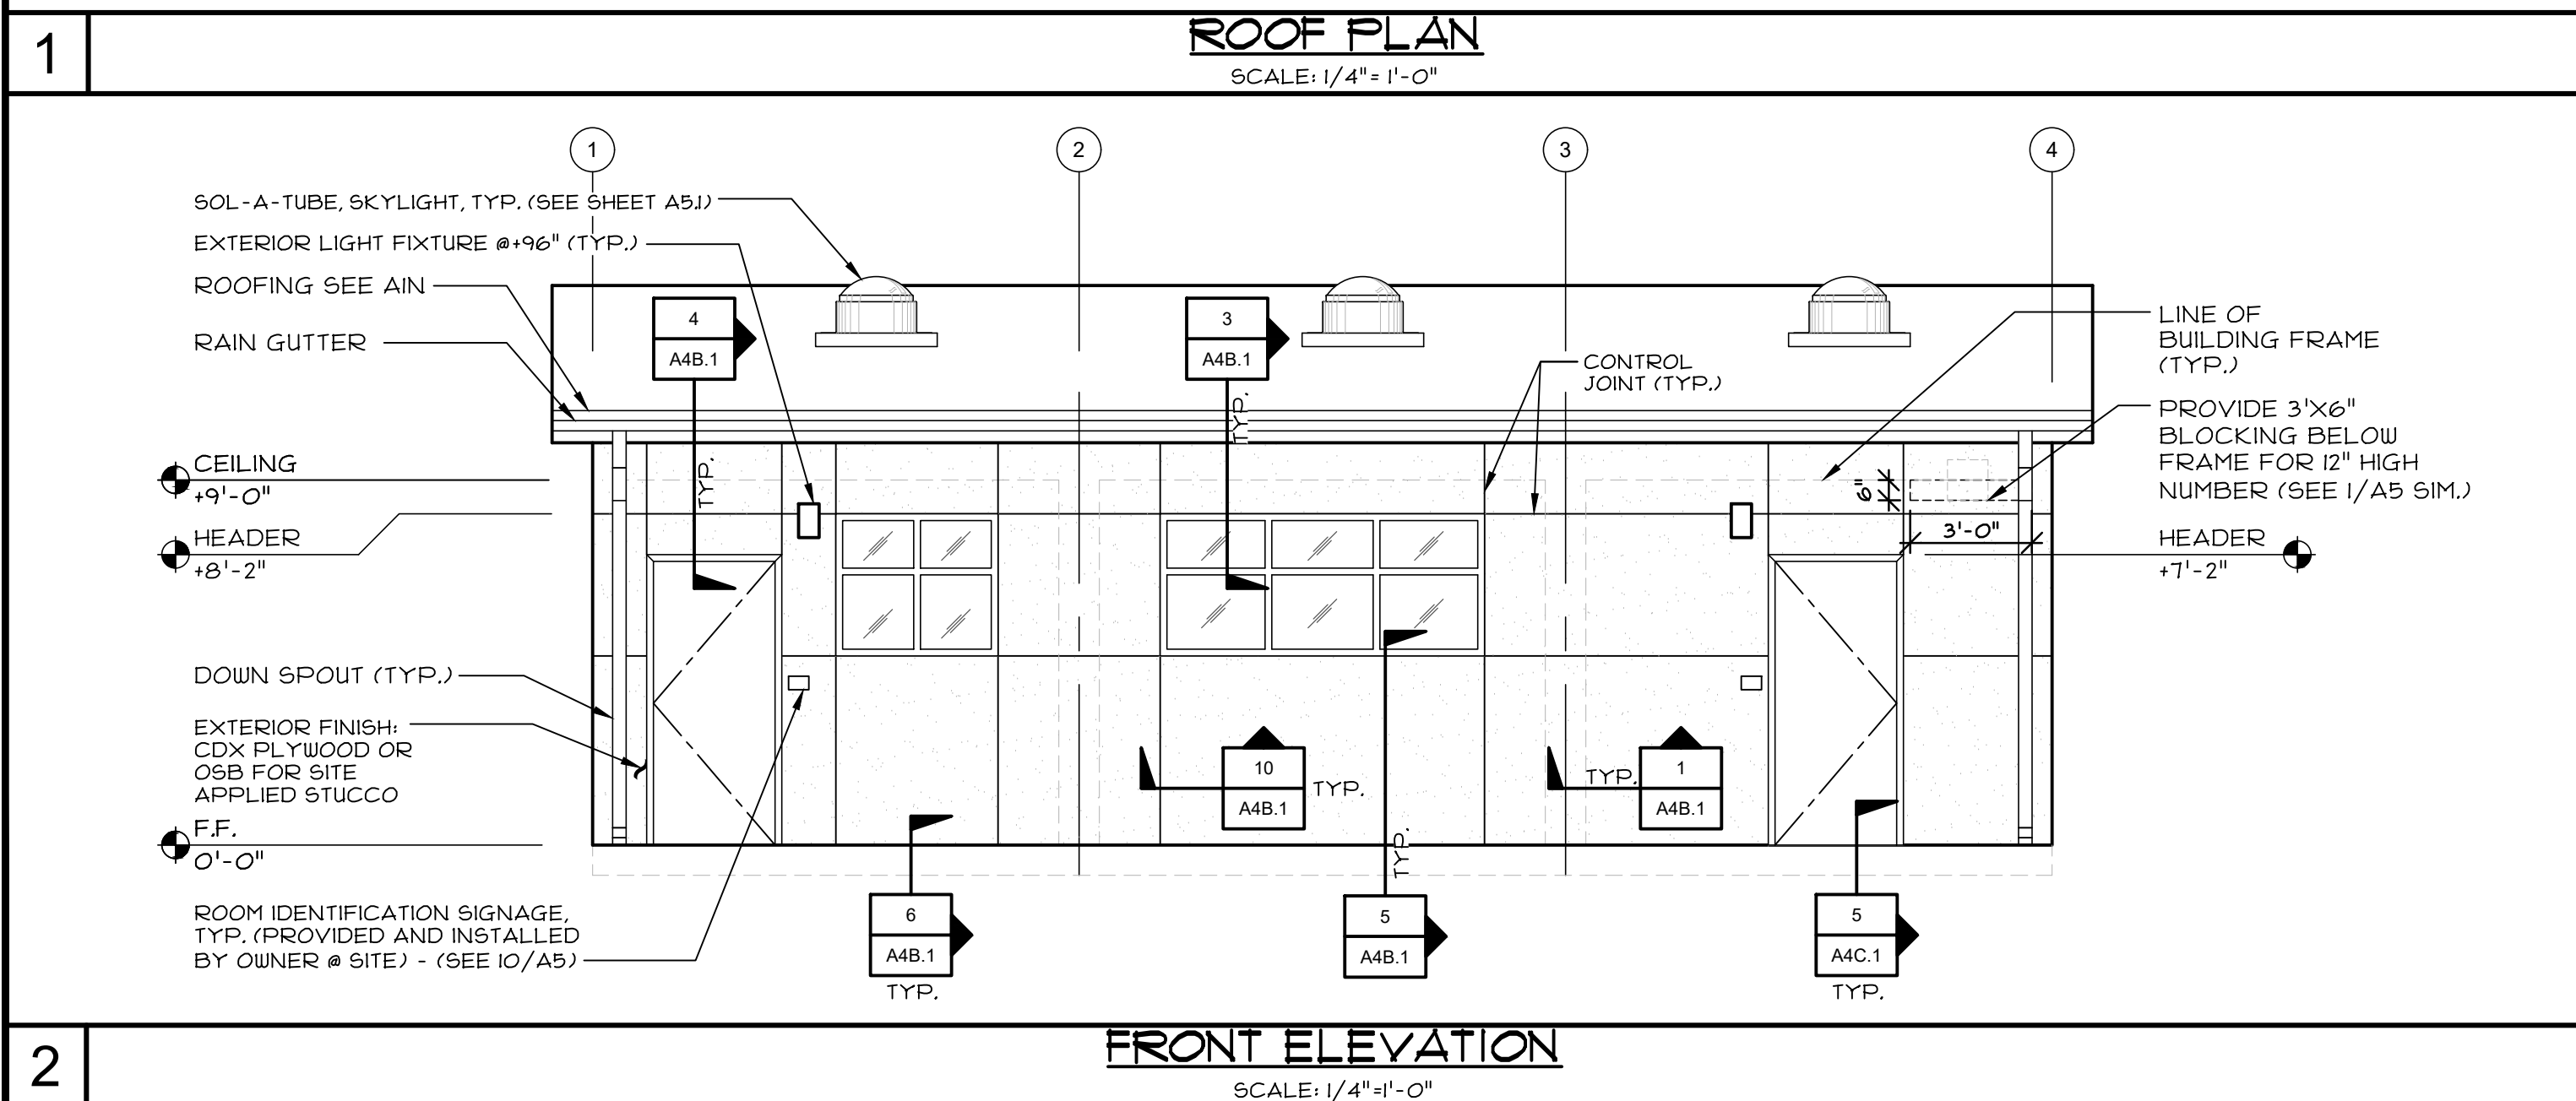 1
ROOF PLAN
SCALE: 1/4"= 1'-0"
1
2
3
4
SOL-A-TUBE, SKYLIGHT, TYP. (SEE SHEET A5.1)
EXTERIOR LIGHT FIXTURE @+96" (TYP.)
ROOFING SEE A1N
RAIN GUTTER
4
A4B.1
TYP.
3
A4B.1
TYP.
CONTROL
JOINT (TYP.)
LINE OF
BUILDING FRAME
(TYP.)
PROVIDE 3'X6"
BLOCKING BELOW
FRAME FOR 12" HIGH
NUMBER (SEE 1/A5 SIM.)
CEILING
+9'-0"
HEADER
+8'-2"
6"
3'-0"
HEADER
+7'-2"
DOWN SPOUT (TYP.)
EXTERIOR FINISH:
CDX PLYWOOD OR
OSB FOR SITE
APPLIED STUCCO
F.F.
0'-0"
10
A4B.1
TYP.
TYP.
1
A4B.1
TYP.
ROOM IDENTIFICATION SIGNAGE,
TYP. (PROVIDED AND INSTALLED
BY OWNER @ SITE) - (SEE 10/A5)
6
A4B.1
TYP.
5
A4B.1
5
A4C.1
TYP.
2
FRONT ELEVATION
SCALE: 1/4"=1'-0"